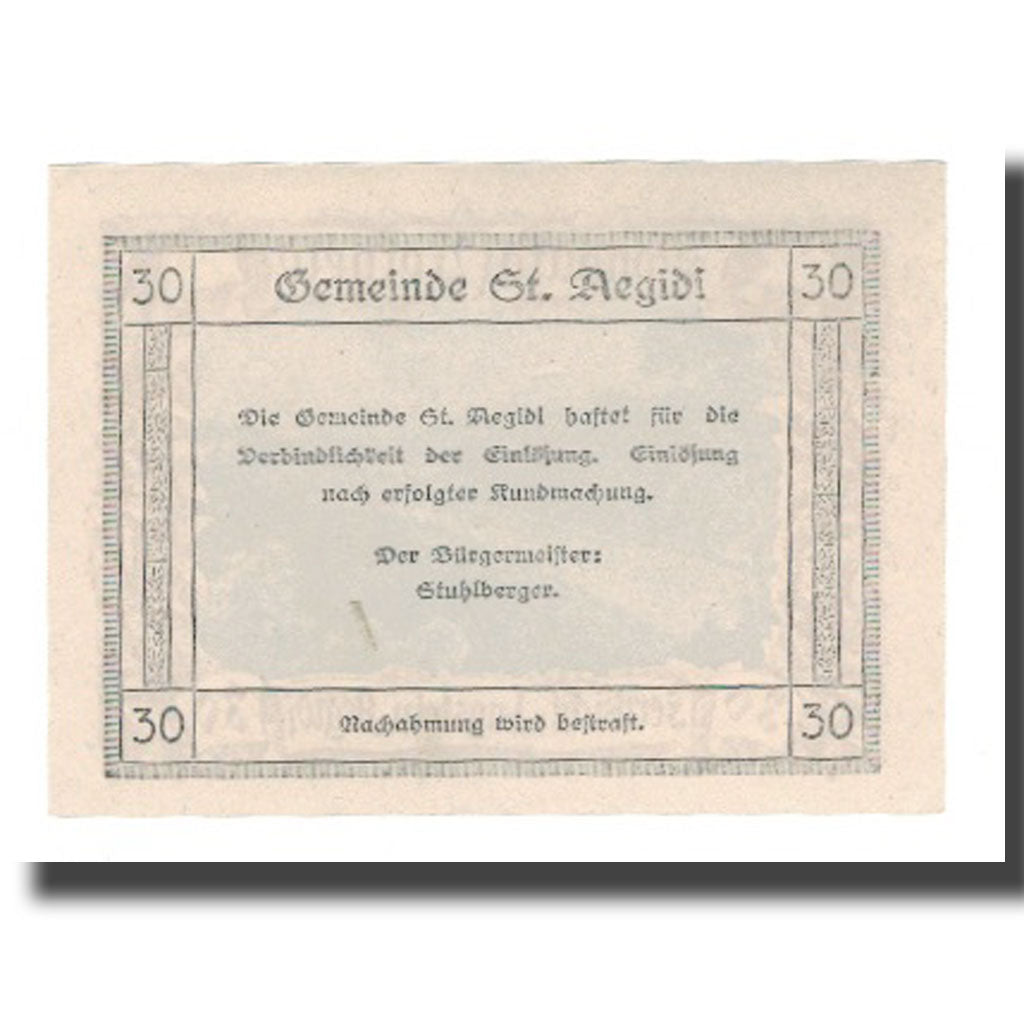 30 Gemeinde St. Aegidi 30
Die Gemeinde St. Aegidi haftet für die
Verbindlichkeit der Einlösung. Einlösung
nach erfolgter Kundmachung.
Der Bürgermeister:
Stuhlberger.
30 Nachahmung wird bestraft. 30